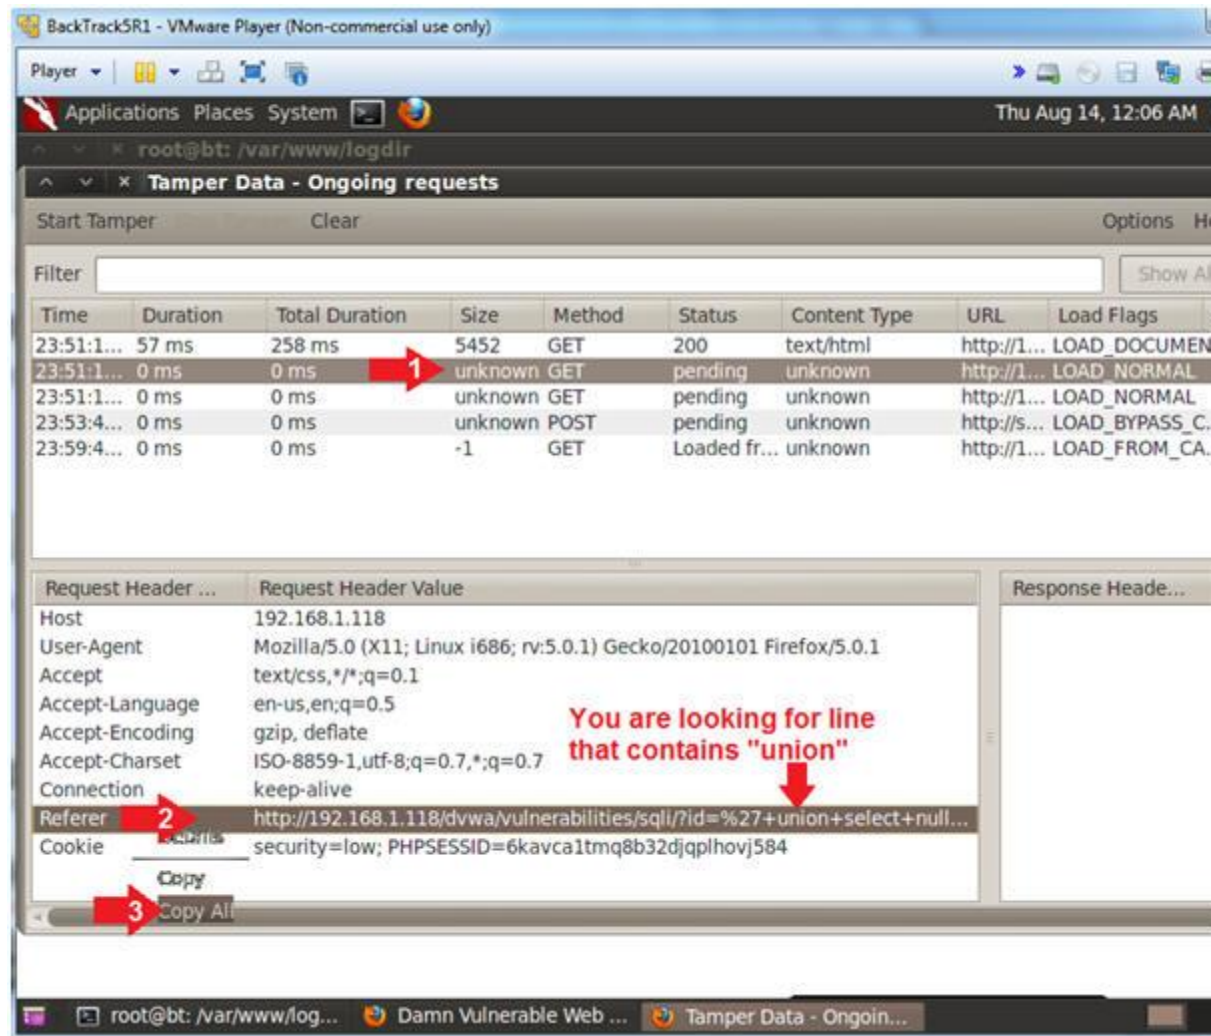 BackTrack5R1 - VMware Player (Non-commercial use only)
Player
Applications Places System Thu Aug 14, 12:06 AM
root@bt: /var/www/logdir
Tamper Data - Ongoing requests
Start Tamper Clear Options
Filter Show
Time Duration Total Duration Size Method Status Content Type URL Load Flags
23:51:1... 57 ms 258 ms 5452 GET 200 text/html http://1... LOAD_DOCUMEN
23:51:1... 0 ms 0 ms 1 unknown GET pending unknown http://1... LOAD_NORMAL
23:51:1... 0 ms 0 ms unknown GET pending unknown http://1... LOAD_NORMAL
23:53:4... 0 ms 0 ms unknown POST pending unknown http://s... LOAD_BYPASS_C..
23:59:4... 0 ms 0 ms -1 GET Loaded fr... unknown http://1... LOAD_FROM_CA..
Request Header ... Request Header Value Response Heade...
Host 192.168.1.118
User-Agent Mozilla/5.0 (X11; Linux i686; rv:5.0.1) Gecko/20100101 Firefox/5.0.1
Accept text/css,*/*;q=0.1
Accept-Language en-us,en;q=0.5
Accept-Encoding gzip, deflate
Accept-Charset ISO-8859-1,utf-8;q=0.7,*;q=0.7
You are looking for line
that contains "union"
Connection keep-alive
Referer 2 http://192.168.1.118/dvwa/vulnerabilities/sqli/?id=%27+union+select+null...
Cookie security=low; PHPSESSID=6kavca1tmq8b32djqplhovj584
Copy
3 Copy All
root@bt: /var/www/log... Damn Vulnerable Web ... Tamper Data - Ongoin...